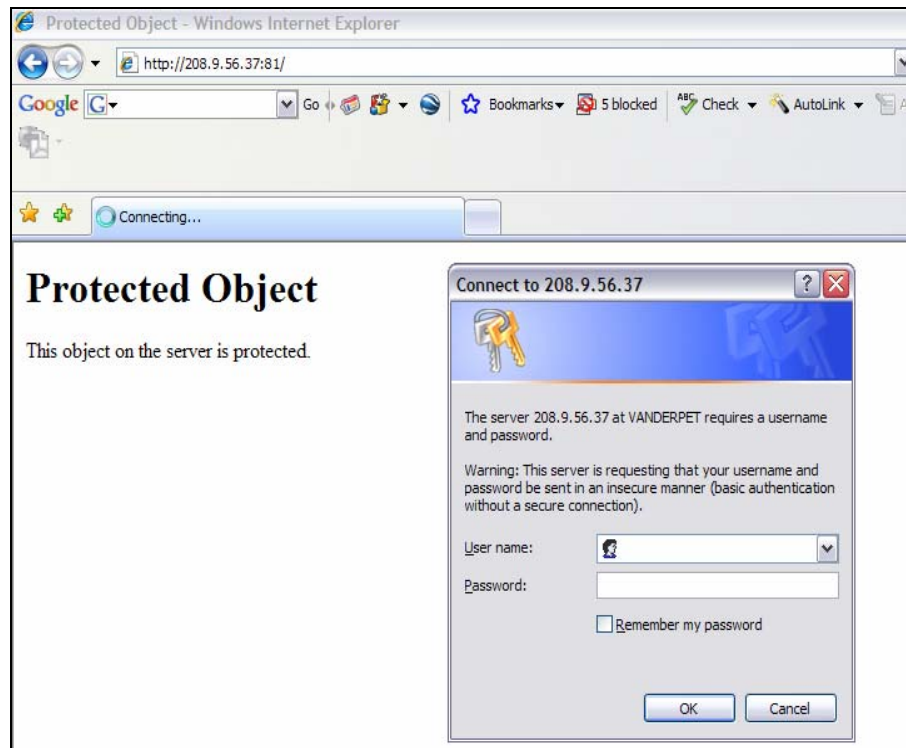 Protected Object - Windows Internet Explorer
http://208.9.56.37:81/
Google G Go Bookmarks 5 blocked ABC Check AutoLink A
Connecting...
Protected Object
This object on the server is protected.
Connect to 208.9.56.37
The server 208.9.56.37 at VANDERPET requires a username
and password.
Warning: This server is requesting that your username and
password be sent in an insecure manner (basic authentication
without a secure connection).
User name:
Password:
Remember my password
OK Cancel